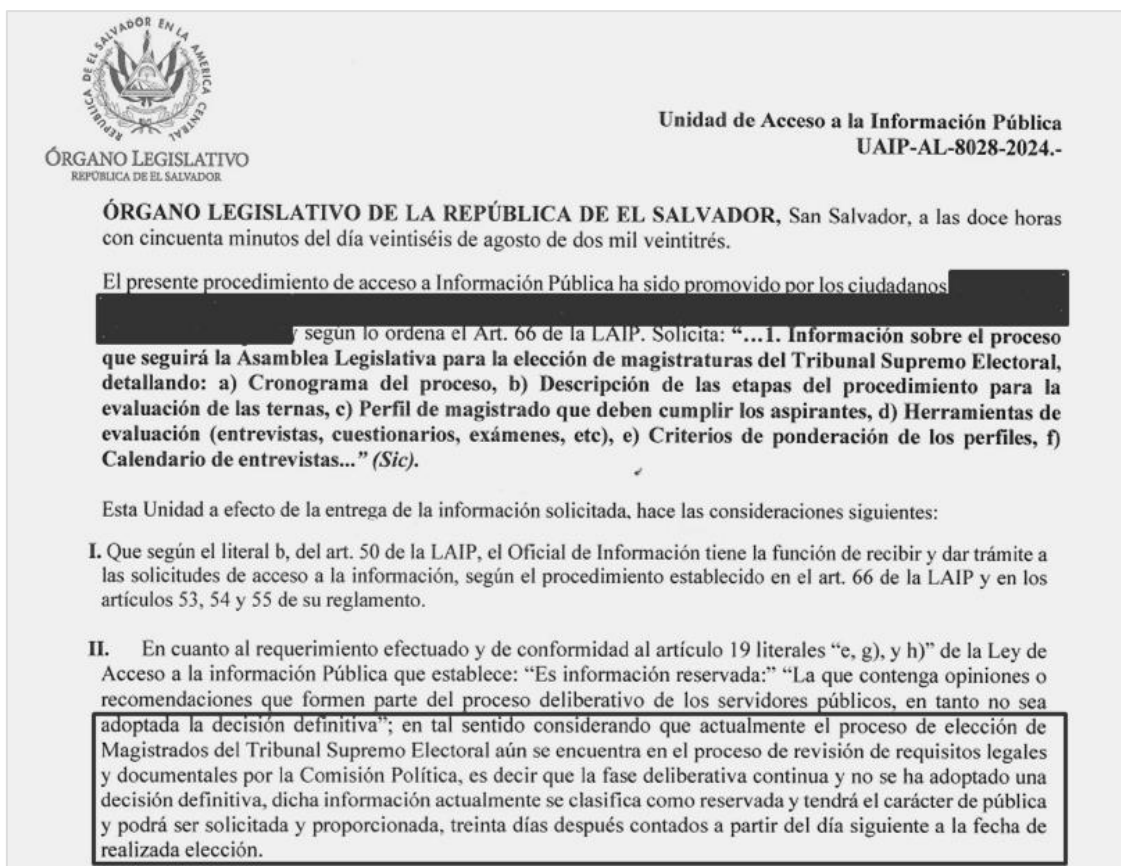 REPÚBLICA DE EL SALVADOR EN LA AMERICA CENTRAL
ÓRGANO LEGISLATIVO
REPÚBLICA DE EL SALVADOR
Unidad de Acceso a la Información Pública
UAIP-AL-8028-2024.-
ÓRGANO LEGISLATIVO DE LA REPÚBLICA DE EL SALVADOR, San Salvador, a las doce horas
con cincuenta minutos del día veintiséis de agosto de dos mil veintitrés.
El presente procedimiento de acceso a Información Pública ha sido promovido por los ciudadanos
según lo ordena el Art. 66 de la LAIP. Solicita: “…1. Información sobre el proceso
que seguirá la Asamblea Legislativa para la elección de magistraturas del Tribunal Supremo Electoral,
detallando: a) Cronograma del proceso, b) Descripción de las etapas del procedimiento para la
evaluación de las ternas, c) Perfil de magistrado que deben cumplir los aspirantes, d) Herramientas de
evaluación (entrevistas, cuestionarios, exámenes, etc), e) Criterios de ponderación de los perfiles, f)
Calendario de entrevistas...” (Sic).
Esta Unidad a efecto de la entrega de la información solicitada, hace las consideraciones siguientes:
I. Que según el literal b, del art. 50 de la LAIP, el Oficial de Información tiene la función de recibir y dar trámite a
las solicitudes de acceso a la información, según el procedimiento establecido en el art. 66 de la LAIP y en los
artículos 53, 54 y 55 de su reglamento.
II. En cuanto al requerimiento efectuado y de conformidad al artículo 19 literales “e, g), y h)” de la Ley de
Acceso a la información Pública que establece: “Es información reservada:” “La que contenga opiniones o
recomendaciones que formen parte del proceso deliberativo de los servidores públicos, en tanto no sea
adoptada la decisión definitiva”; en tal sentido considerando que actualmente el proceso de elección de
Magistrados del Tribunal Supremo Electoral aún se encuentra en el proceso de revisión de requisitos legales
y documentales por la Comisión Política, es decir que la fase deliberativa continua y no se ha adoptado una
decisión definitiva, dicha información actualmente se clasifica como reservada y tendrá el carácter de pública
y podrá ser solicitada y proporcionada, treinta días después contados a partir del día siguiente a la fecha de
realizada elección.